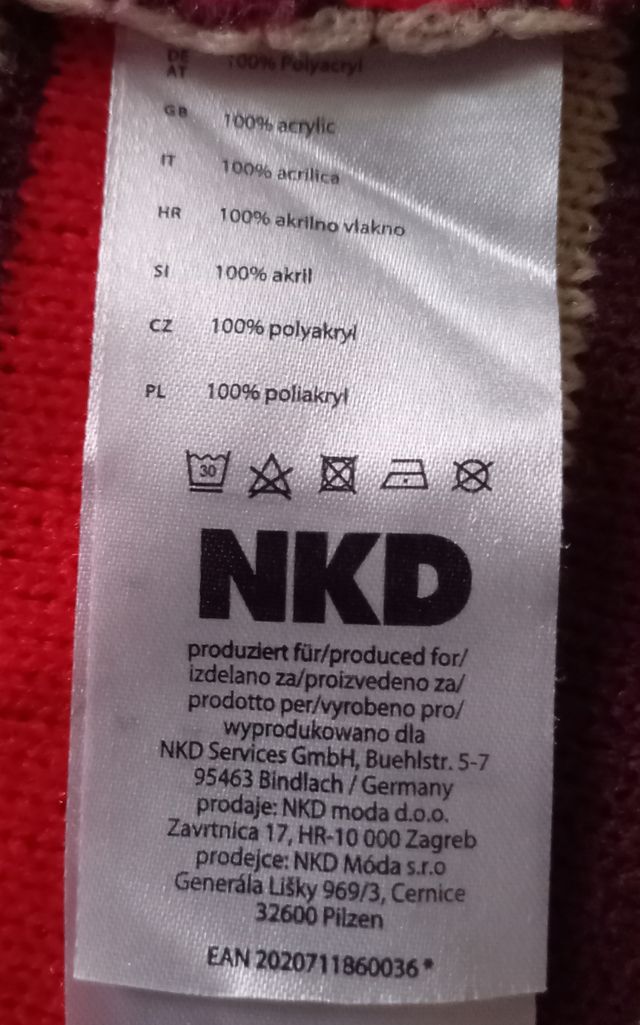 DE
AT 100% Polyacryl
GB 100% acrylic
IT 100% acrilica
HR 100% akrilno vlakno
SI 100% akril
CZ 100% polyakryl
PL 100% poliakryl
30
NKD
produziert für/produced for/
izdelano za/proizvedeno za/
prodotto per/vyrobeno pro/
wyprodukowano dla
NKD Services GmbH, Buehlstr. 5-7
95463 Bindlach / Germany
prodaje: NKD moda d.o.o.
Zavrtnica 17, HR-10 000 Zagreb
prodejce: NKD Móda s.r.o
Generála Lišky 969/3, Cernice
32600 Pilzen
EAN 2020711860036*